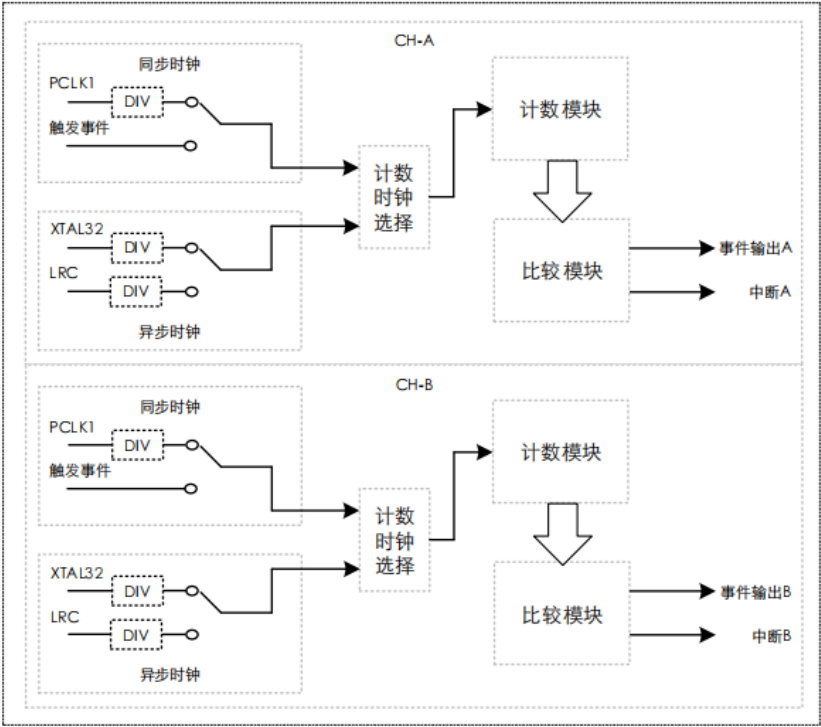 CH-A
同步时钟
PCLK1
DIV
触发事件
XTAL32
DIV
LRC
DIV
异步时钟
计数
时钟
选择
计数模块
比较模块
事件输出A
中断A
CH-B
同步时钟
PCLK1
DIV
触发事件
XTAL32
DIV
LRC
DIV
异步时钟
计数
时钟
选择
计数模块
比较模块
事件输出B
中断B